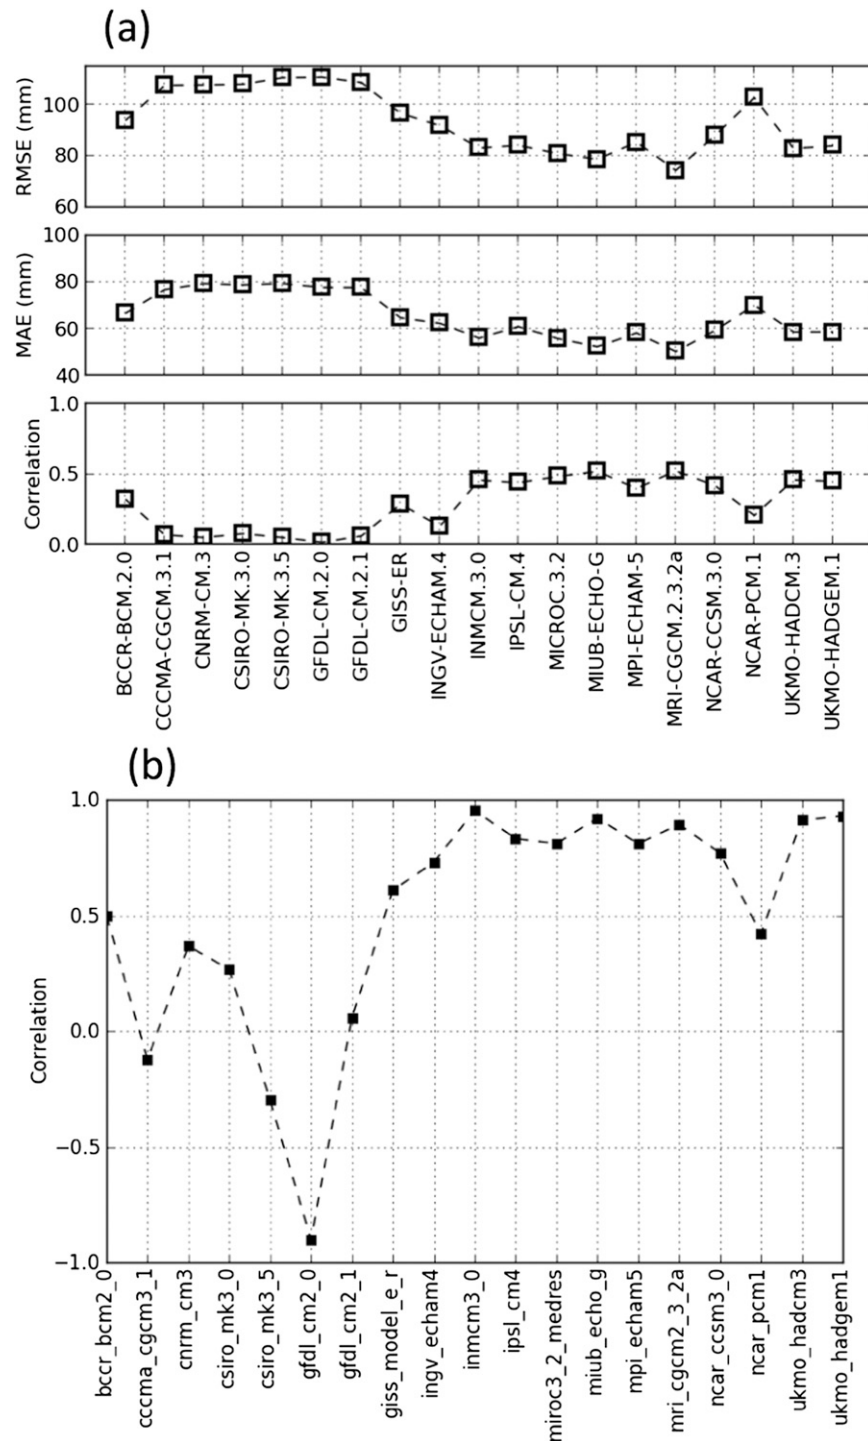 (a)
RMSE (mm)
100
80
60
MAE (mm)
100
80
60
40
Correlation
1.0
0.5
0.0
BCCR-BCM.2.0
CCCMA-CGCM.3.1
CNRM-CM.3
CSIRO-MK.3.0
CSIRO-MK.3.5
GFDL-CM.2.0
GFDL-CM.2.1
GISS-ER
INGV-ECHAM.4
INMCM.3.0
IPSL-CM.4
MICROC.3.2
MIUB-ECHO-G
MPI-ECHAM-5
MRI-CGCM.2.3.2a
NCAR-CCSM.3.0
NCAR-PCM.1
UKMO-HADCM.3
UKMO-HADGEM.1
(b)
Correlation
1.0
0.5
0.0
−0.5
−1.0
bccr_bcm2_0
cccma_cgcm3_1
cnrm_cm3
csiro_mk3_0
csiro_mk3_5
gfdl_cm2_0
gfdl_cm2_1
giss_model_e_r
ingv_echam4
inmcm3_0
ipsl_cm4
miroc3_2_medres
miub_echo_g
mpi_echam5
mri_cgcm2_3_2a
ncar_ccsm3_0
ncar_pcm1
ukmo_hadcm3
ukmo_hadgem1